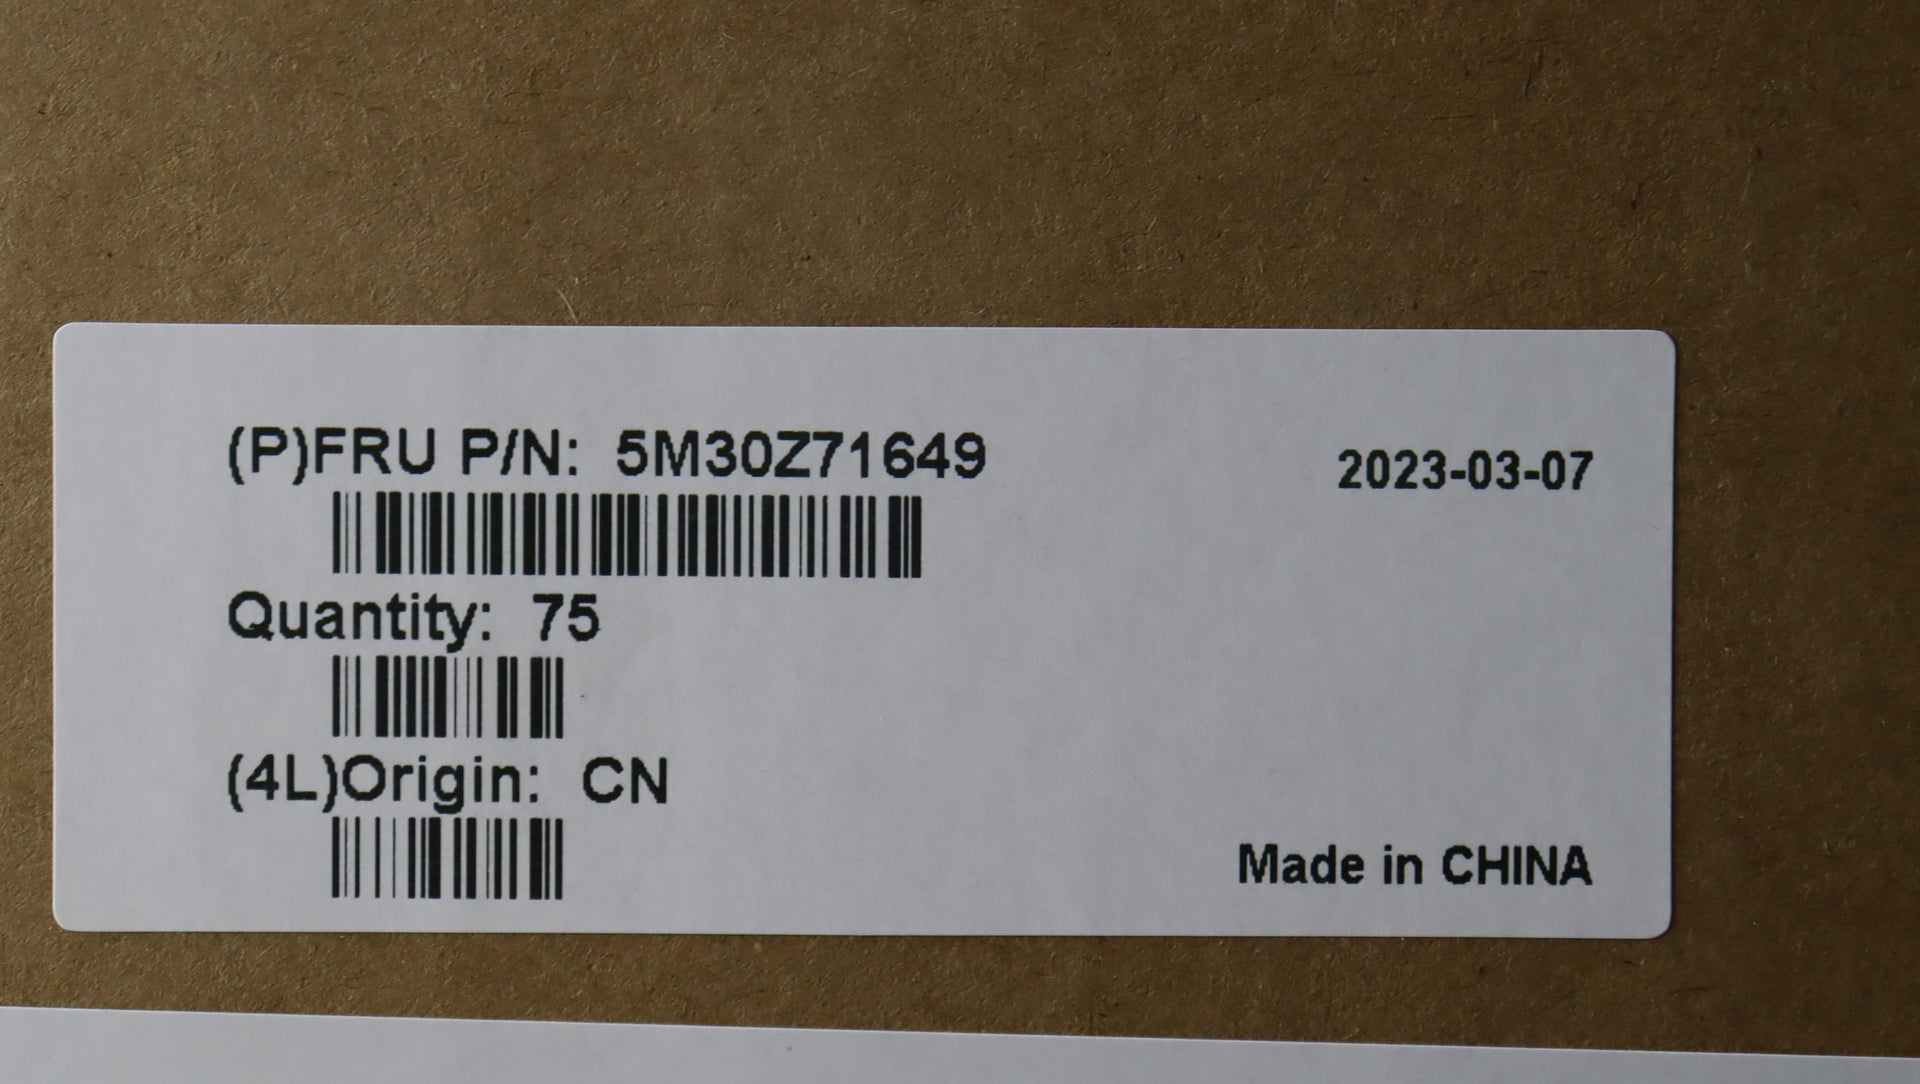 (P)FRU P/N: 5M30Z71649
2023-03-07
Quantity: 75
(4L)Origin: CN
Made in CHINA